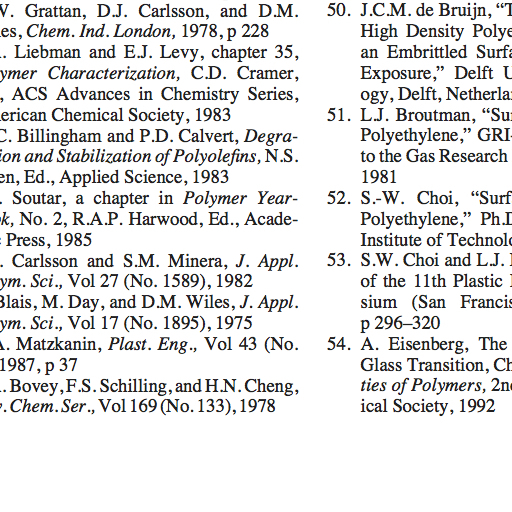 W. Grattan, D.J. Carlsson, and D.M.
es, Chem. Ind. London, 1978, p 228
. Liebman and E.J. Levy, chapter 35,
ymer Characterization, C.D. Cramer,
, ACS Advances in Chemistry Series,
erican Chemical Society, 1983
C. Billingham and P.D. Calvert, Degra-
ion and Stabilization of Polyolefins, N.S.
en, Ed., Applied Science, 1983
. Soutar, a chapter in Polymer Year-
ok, No. 2, R.A.P. Harwood, Ed., Acade-
c Press, 1985
. Carlsson and S.M. Minera, J. Appl.
ym. Sci., Vol 27 (No. 1589), 1982
Blais, M. Day, and D.M. Wiles, J. Appl.
ym. Sci., Vol 17 (No. 1895), 1975
A. Matzkanin, Plast. Eng., Vol 43 (No.
1987, p 37
. Bovey, F.S. Schilling, and H.N. Cheng,
. Chem. Ser., Vol 169 (No. 133), 1978
50. J.C.M. de Bruijn, “T
High Density Polye
an Embrittled Surfa
Exposure,” Delft U
ogy, Delft, Netherlan
51. L.J. Broutman, “Sur
Polyethylene,” GRI-
to the Gas Research
1981
52. S.-W. Choi, “Surf
Polyethylene,” Ph.D
Institute of Technolo
53. S.W. Choi and L.J.
of the 11th Plastic
sium (San Francis
p 296–320
54. A. Eisenberg, The
Glass Transition, Ch
ties of Polymers, 2n
ical Society, 1992